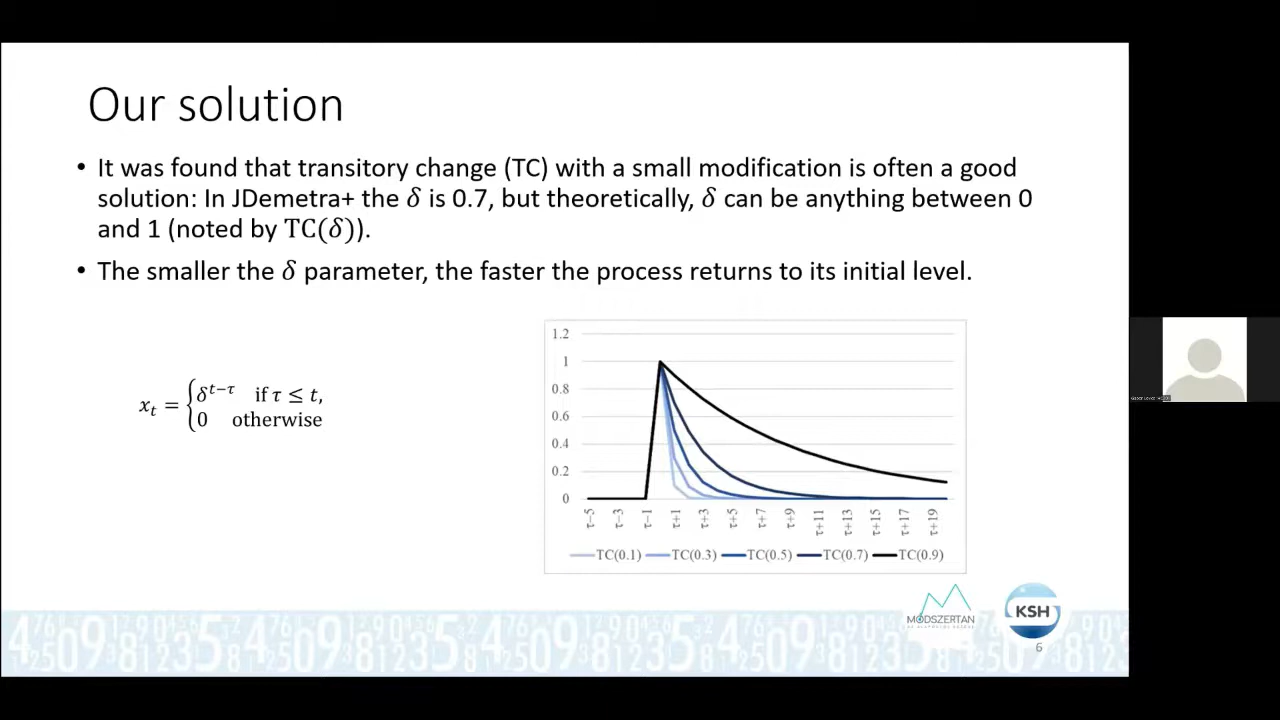 Our solution
• It was found that transitory change (TC) with a small modification is often a good
solution: In JDemetra+ the δ is 0.7, but theoretically, δ can be anything between 0
and 1 (noted by TC(δ)).
• The smaller the δ parameter, the faster the process returns to its initial level.
xₜ = { δ^(t−τ) if τ ≤ t,
0 otherwise
1.2
1
0.8
0.6
0.4
0.2
0
τ−5 τ−3 τ−1 τ+1 τ+3 τ+5 τ+7 τ+9 τ+11 τ+13 τ+15 τ+17 τ+19
TC(0.1) TC(0.3) TC(0.5) TC(0.7) TC(0.9)
MÓDSZERTAN
KSH
6